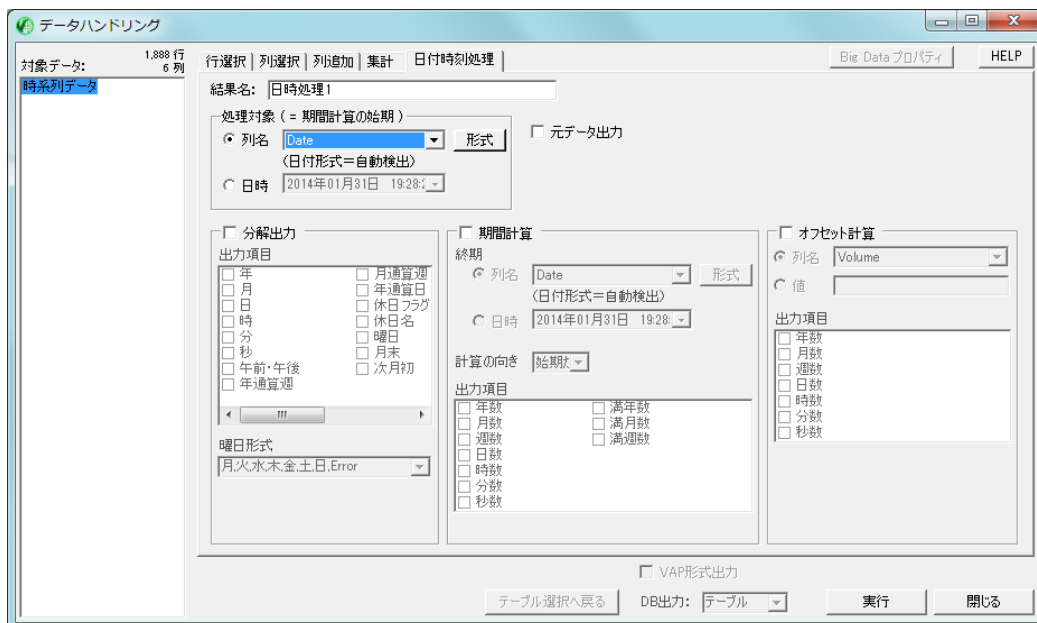 データハンドリング
対象データ: 1,888 行
6 列
時系列データ
行選択 列選択 列追加 集計 日付時刻処理
Big Data プロパティ HELP
結果名: 日時処理1
処理対象 ( = 期間計算の始期 )
列名 Date 形式
(日付形式=自動検出)
日時 2014年01月31日 19:28:
元データ出力
分解出力
出力項目
年 月通算週
月 年通算日
日 休日フラグ
時 休日名
分 曜日
秒 月末
午前・午後 次月初
年通算週
曜日形式
月,火,水,木,金,土,日,Error
期間計算
終期
列名 Date 形式
(日付形式=自動検出)
日時 2014年01月31日 19:28:
計算の向き 始期
出力項目
年数 満年数
月数 満月数
週数 満週数
日数
時数
分数
秒数
オフセット計算
列名 Volume
値
出力項目
年数
月数
週数
日数
時数
分数
秒数
VAP形式出力
テーブル選択へ戻る DB出力: テーブル 実行 閉じる